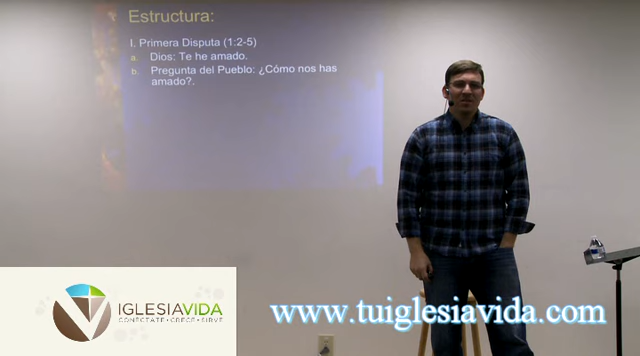 Estructura:
I. Primera Disputa (1:2-5)
a. Dios: Te he amado.
b. Pregunta del Pueblo: ¿Cómo nos has
amado?.
IGLESIAVIDA
CONECTATE • CRECE • SIRVE
www.tuiglesiavida.com